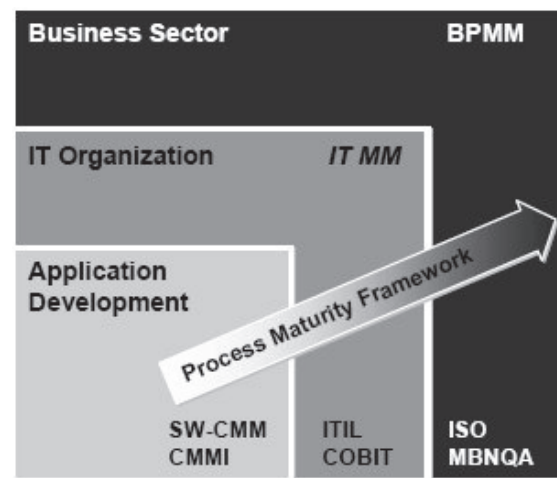 Business Sector
BPMM
IT Organization
IT MM
Application
Development
Process Maturity Framework
SW-CMM
CMMI
ITIL
COBIT
ISO
MBNQA